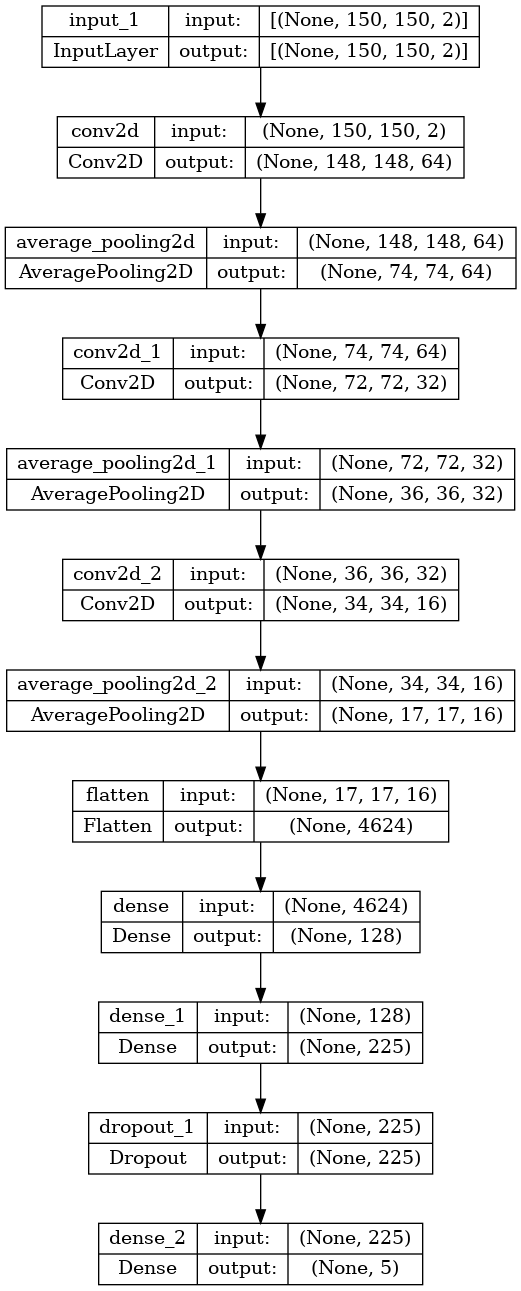 input_1 input: [(None, 150, 150, 2)]
InputLayer output: [(None, 150, 150, 2)]
conv2d input: (None, 150, 150, 2)
Conv2D output: (None, 148, 148, 64)
average_pooling2d input: (None, 148, 148, 64)
AveragePooling2D output: (None, 74, 74, 64)
conv2d_1 input: (None, 74, 74, 64)
Conv2D output: (None, 72, 72, 32)
average_pooling2d_1 input: (None, 72, 72, 32)
AveragePooling2D output: (None, 36, 36, 32)
conv2d_2 input: (None, 36, 36, 32)
Conv2D output: (None, 34, 34, 16)
average_pooling2d_2 input: (None, 34, 34, 16)
AveragePooling2D output: (None, 17, 17, 16)
flatten input: (None, 17, 17, 16)
Flatten output: (None, 4624)
dense input: (None, 4624)
Dense output: (None, 128)
dense_1 input: (None, 128)
Dense output: (None, 225)
dropout_1 input: (None, 225)
Dropout output: (None, 225)
dense_2 input: (None, 225)
Dense output: (None, 5)